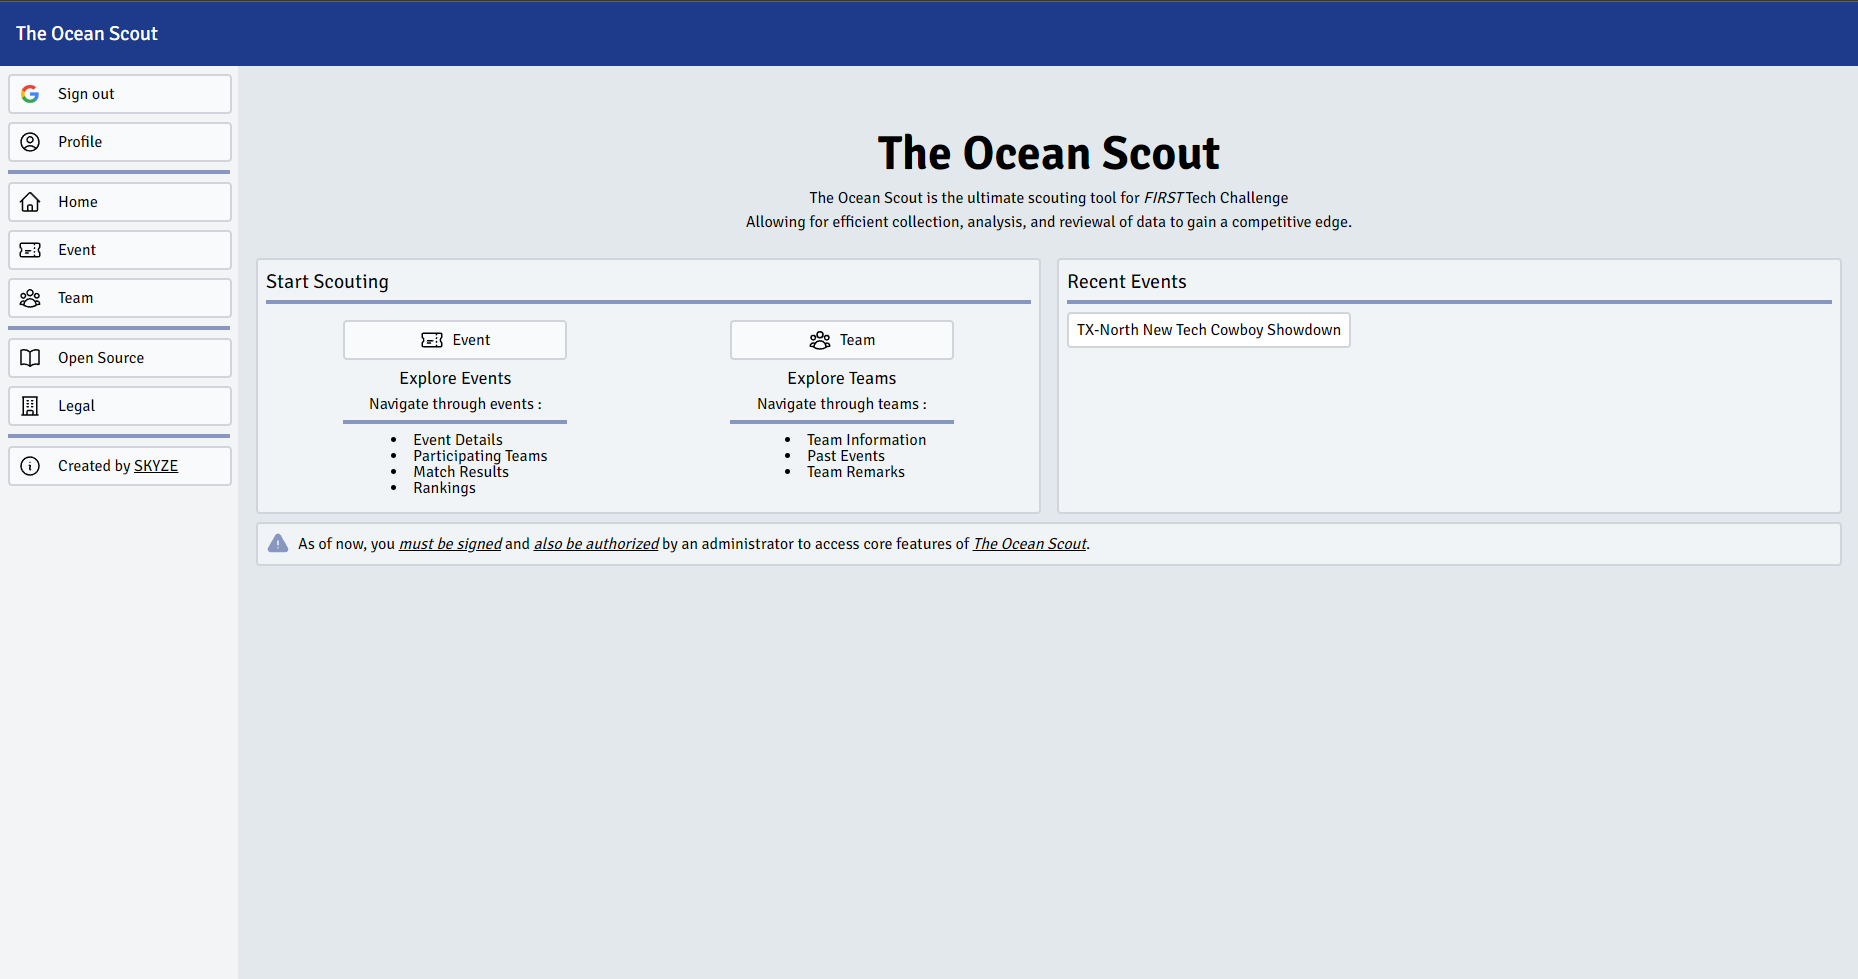 The Ocean Scout
Sign out
Profile
Home
Event
Team
Open Source
Legal
Created by SKYZE
The Ocean Scout
The Ocean Scout is the ultimate scouting tool for FIRST Tech Challenge
Allowing for efficient collection, analysis, and reviewal of data to gain a competitive edge.
Start Scouting
Event
Explore Events
Navigate through events :
• Event Details
• Participating Teams
• Match Results
• Rankings
Team
Explore Teams
Navigate through teams :
• Team Information
• Past Events
• Team Remarks
Recent Events
TX-North New Tech Cowboy Showdown
As of now, you must be signed and also be authorized by an administrator to access core features of The Ocean Scout.